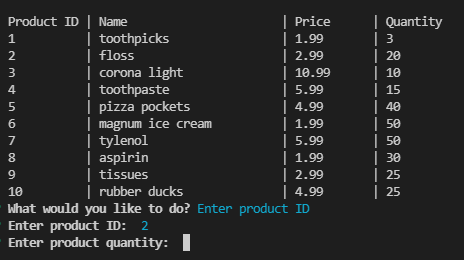 Product ID | Name | Price | Quantity
1 | toothpicks | 1.99 | 3
2 | floss | 2.99 | 20
3 | corona light | 10.99 | 10
4 | toothpaste | 5.99 | 15
5 | pizza pockets | 4.99 | 40
6 | magnum ice cream | 1.99 | 50
7 | tylenol | 5.99 | 50
8 | aspirin | 1.99 | 30
9 | tissues | 2.99 | 25
10 | rubber ducks | 4.99 | 25
What would you like to do? Enter product ID
Enter product ID: 2
Enter product quantity: